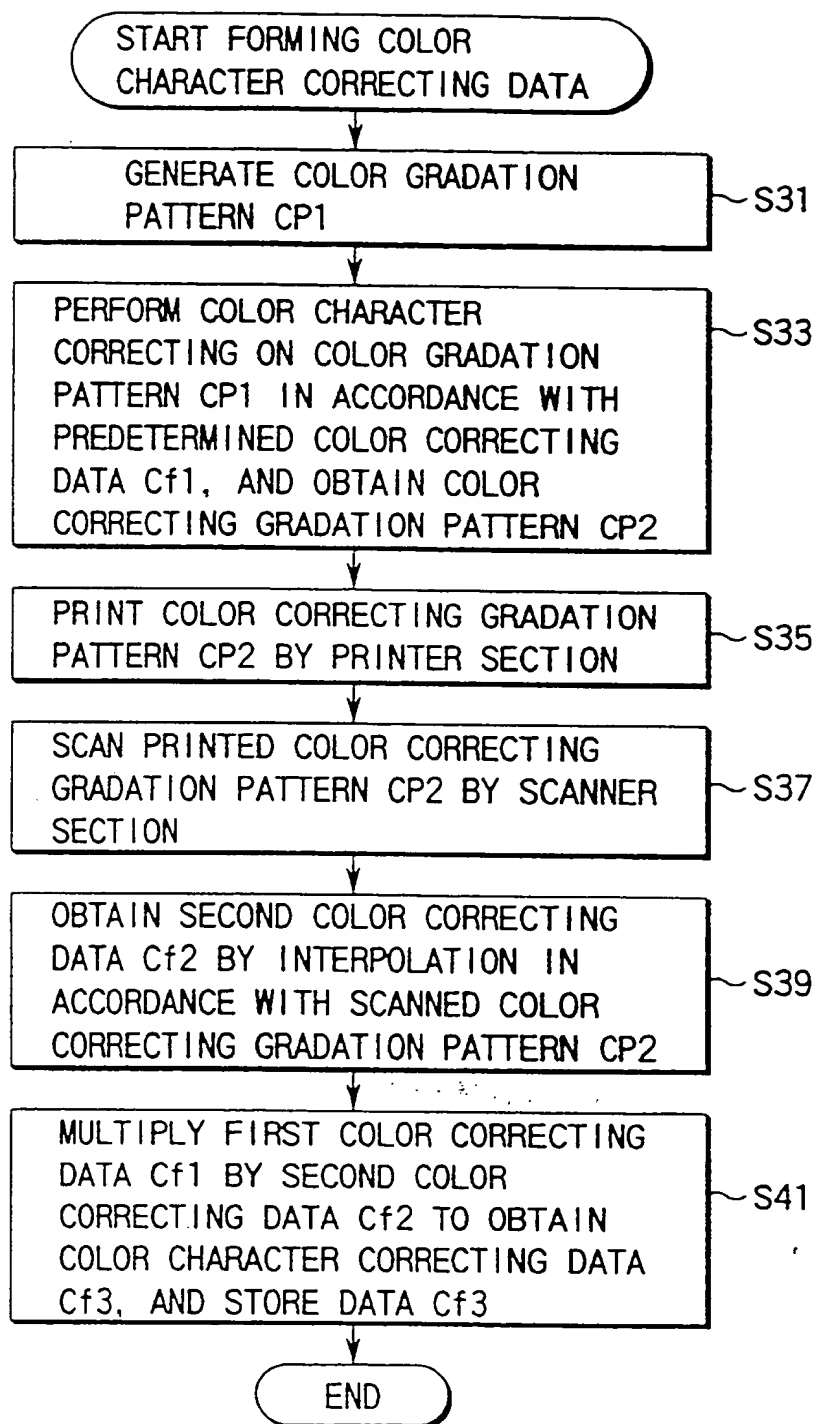 START FORMING COLOR
CHARACTER CORRECTING DATA
GENERATE COLOR GRADATION
PATTERN CP1
S31
PERFORM COLOR CHARACTER
CORRECTING ON COLOR GRADATION
PATTERN CP1 IN ACCORDANCE WITH
PREDETERMINED COLOR CORRECTING
DATA Cf1, AND OBTAIN COLOR
CORRECTING GRADATION PATTERN CP2
S33
PRINT COLOR CORRECTING GRADATION
PATTERN CP2 BY PRINTER SECTION
S35
SCAN PRINTED COLOR CORRECTING
GRADATION PATTERN CP2 BY SCANNER
SECTION
S37
OBTAIN SECOND COLOR CORRECTING
DATA Cf2 BY INTERPOLATION IN
ACCORDANCE WITH SCANNED COLOR
CORRECTING GRADATION PATTERN CP2
S39
MULTIPLY FIRST COLOR CORRECTING
DATA Cf1 BY SECOND COLOR
CORRECTING DATA Cf2 TO OBTAIN
COLOR CHARACTER CORRECTING DATA
Cf3, AND STORE DATA Cf3
S41
END